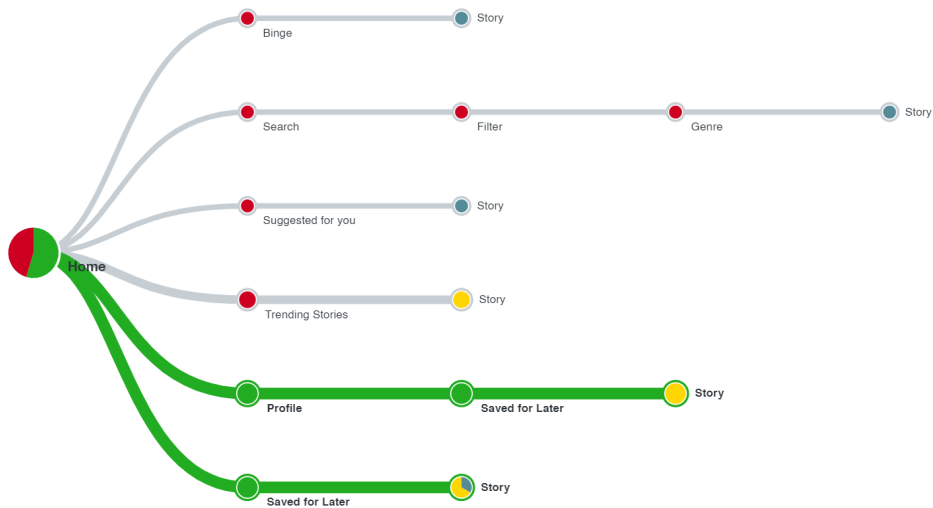 Binge
Story
Search
Filter
Genre
Story
Suggested for you
Story
Home
Trending Stories
Story
Profile
Saved for Later
Story
Saved for Later
Story